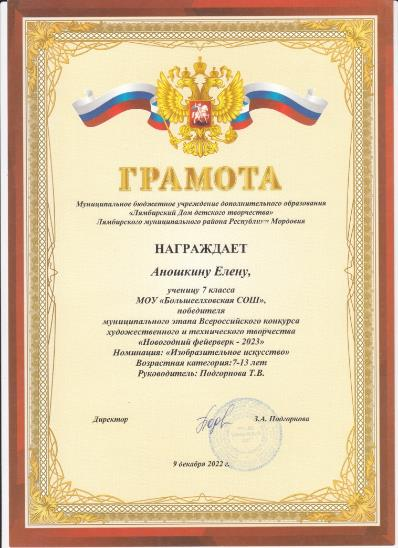 ГРАМОТА
Муниципальное бюджетное учреждение дополнительного образования
«Лямбирский Дом детского творчества»
Лямбирского муниципального района Республики Мордовия
НАГРАЖДАЕТ
Аношкину Елену,
ученицу 7 класса
МОУ «Большеелховская СОШ»,
победителя
муниципального этапа Всероссийского конкурса
художественного и технического творчества
«Новогодний фейерверк - 2023»
Номинация: «Изобразительное искусство»
Возрастная категория:7-13 лет
Руководитель: Подгорнова Т.В.
Директор З.А. Подгорнова
9 декабря 2022 г.